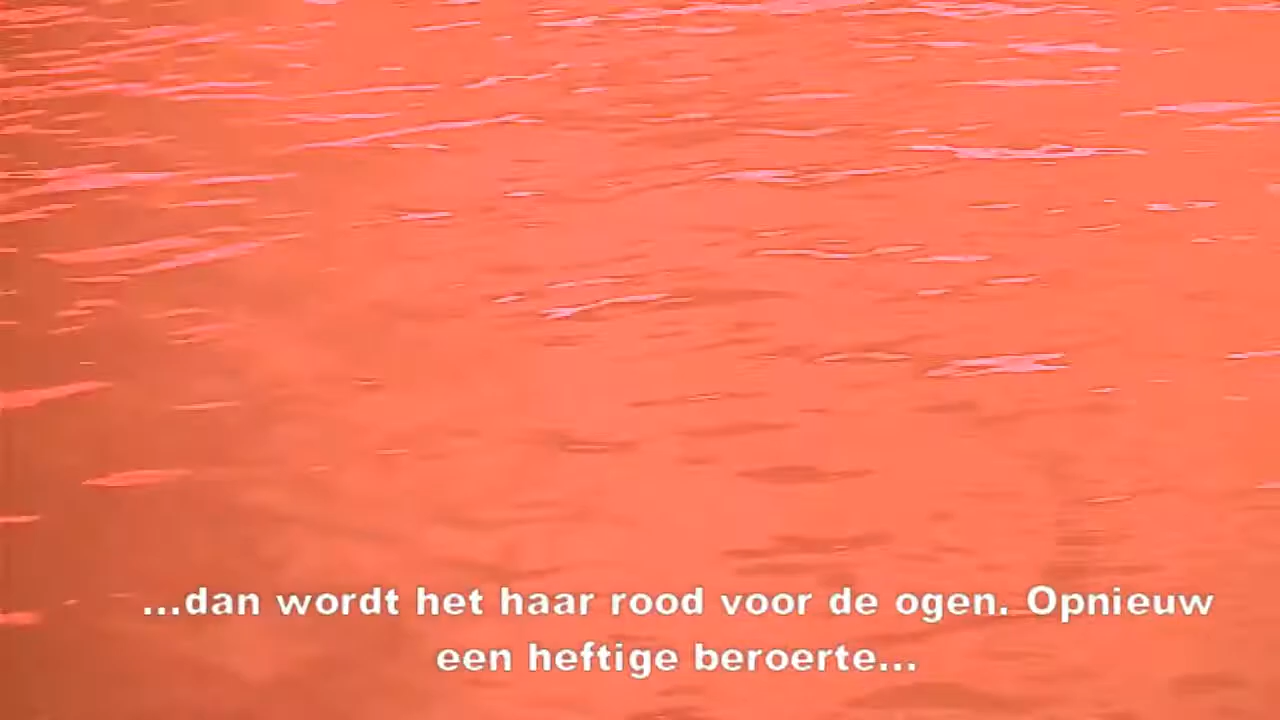 ...dan wordt het haar rood voor de ogen. Opnieuw
een heftige beroerte...